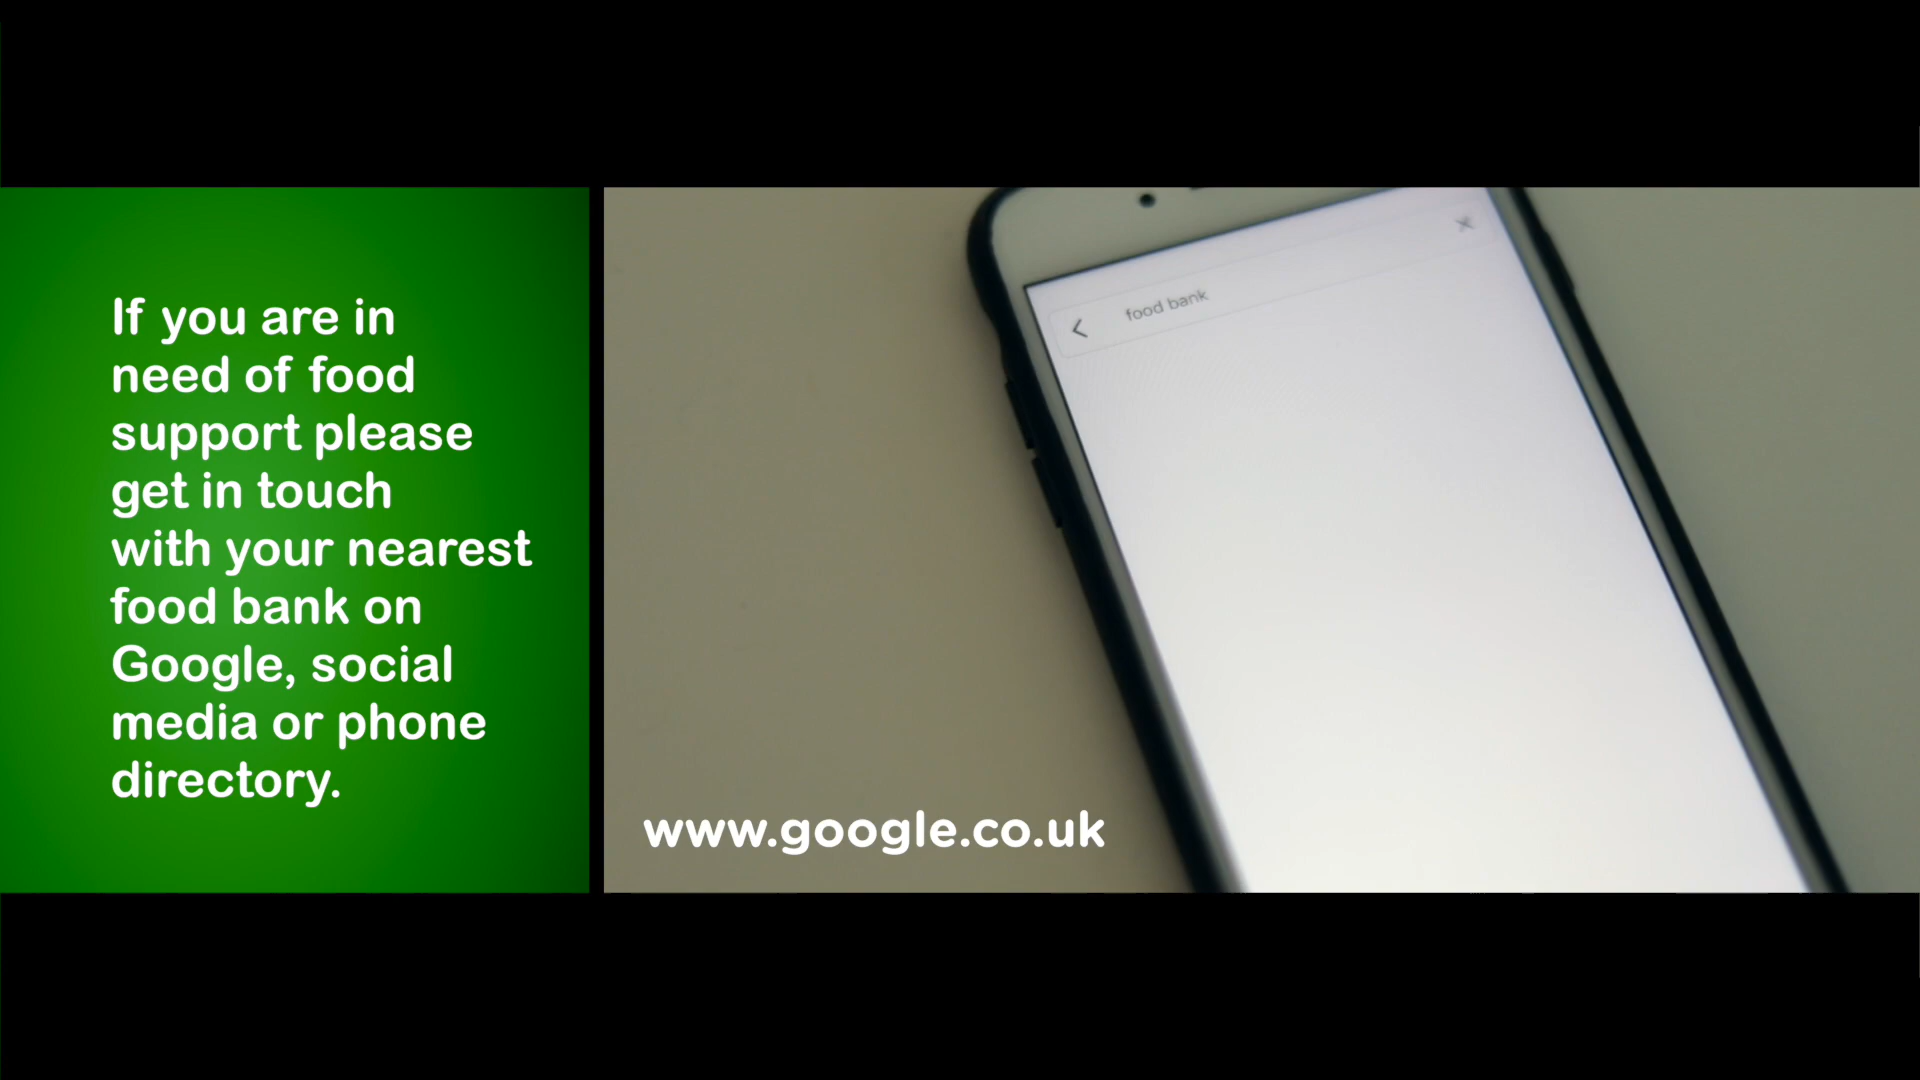 If you are in
need of food
support please
get in touch
with your nearest
food bank on
Google, social
media or phone
directory.
food bank
www.google.co.uk